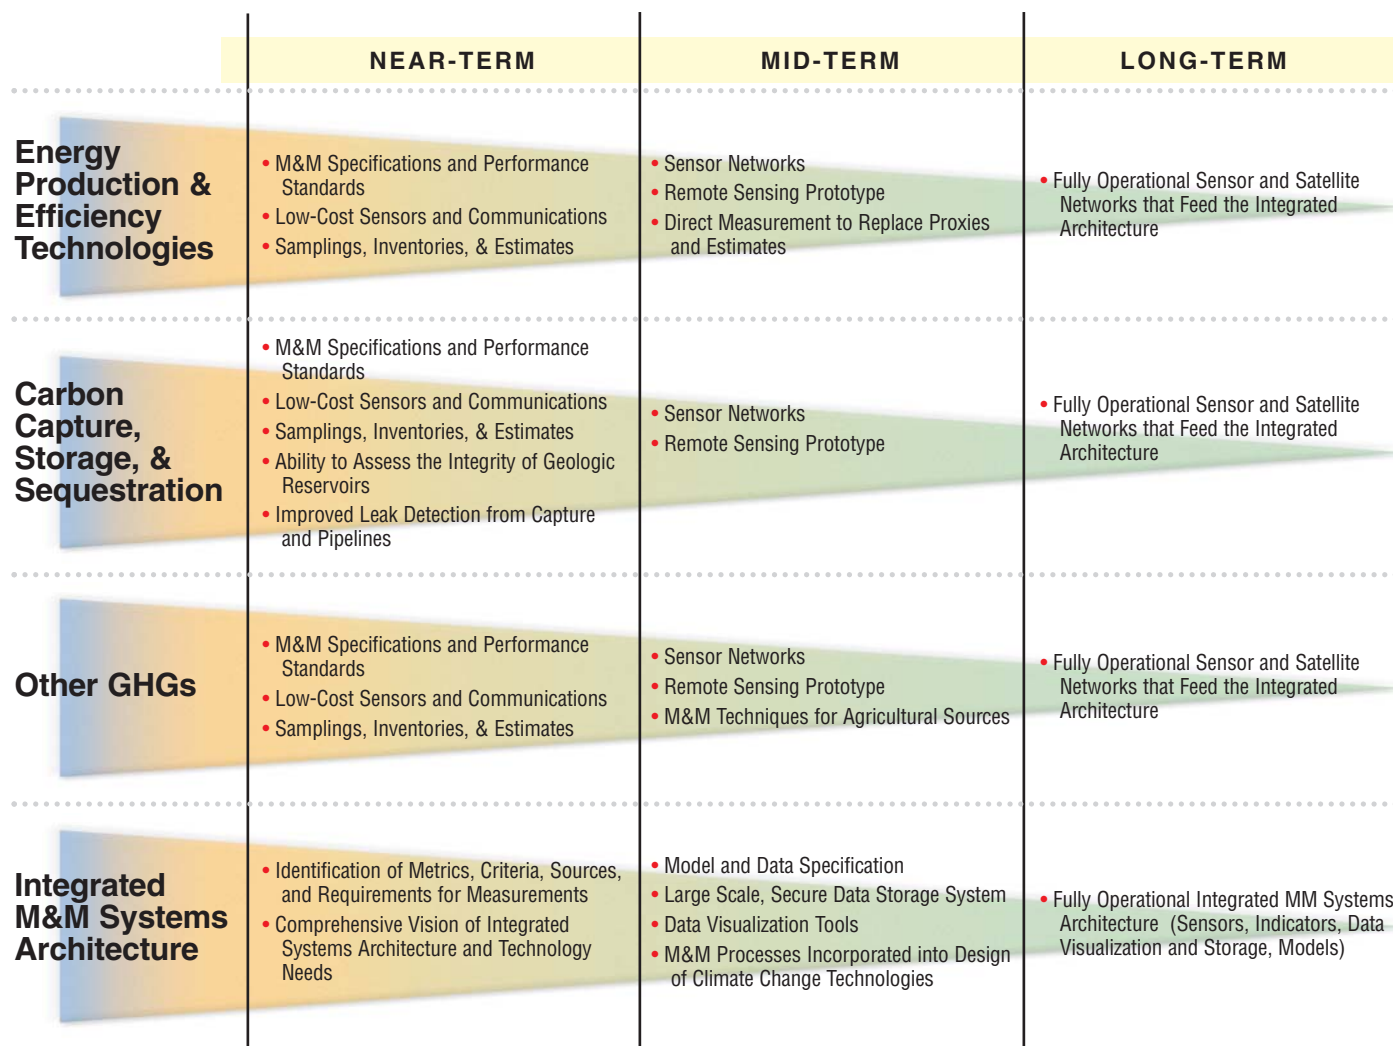 NEAR-TERM
MID-TERM
LONG-TERM
Energy
Production &
Efficiency
Technologies
• M&M Specifications and Performance
Standards
• Low-Cost Sensors and Communications
• Samplings, Inventories, & Estimates
• Sensor Networks
• Remote Sensing Prototype
• Direct Measurement to Replace Proxies
and Estimates
• Fully Operational Sensor and Satellite
Networks that Feed the Integrated
Architecture
Carbon
Capture,
Storage, &
Sequestration
• M&M Specifications and Performance
Standards
• Low-Cost Sensors and Communications
• Samplings, Inventories, & Estimates
• Ability to Assess the Integrity of Geologic
Reservoirs
• Improved Leak Detection from Capture
and Pipelines
• Sensor Networks
• Remote Sensing Prototype
• Fully Operational Sensor and Satellite
Networks that Feed the Integrated
Architecture
Other GHGs
• M&M Specifications and Performance
Standards
• Low-Cost Sensors and Communications
• Samplings, Inventories, & Estimates
• Sensor Networks
• Remote Sensing Prototype
• M&M Techniques for Agricultural Sources
• Fully Operational Sensor and Satellite
Networks that Feed the Integrated
Architecture
Integrated
M&M Systems
Architecture
• Identification of Metrics, Criteria, Sources,
and Requirements for Measurements
• Comprehensive Vision of Integrated
Systems Architecture and Technology
Needs
• Model and Data Specification
• Large Scale, Secure Data Storage System
• Data Visualization Tools
• M&M Processes Incorporated into Design
of Climate Change Technologies
• Fully Operational Integrated MM Systems
Architecture (Sensors, Indicators, Data
Visualization and Storage, Models)